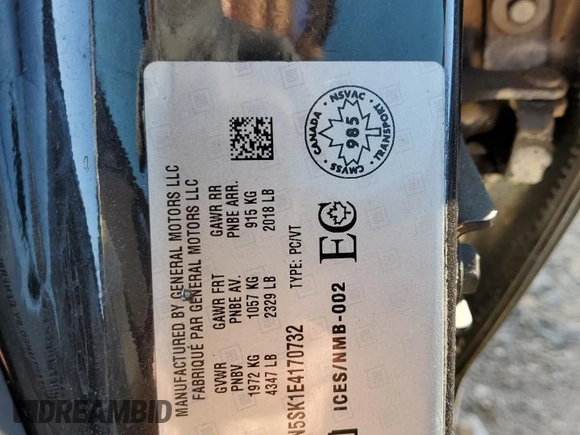 MANUFACTURED BY GENERAL MOTORS LLC
FABRIQUE PAR GENERAL MOTORS LLC
GVWR GAWR FRT GAWR RR
PNBV PNBE AV. PNBE ARR.
1972 KG 1057 KG 915 KG
4347 LB 2329 LB 2018 LB
TYPE: PC/VT
N5SK1E4170732
EC
ICES/NMB-002
CANADA
NSVAC
TRANSPORT
CMVSS
985
DREAMBID